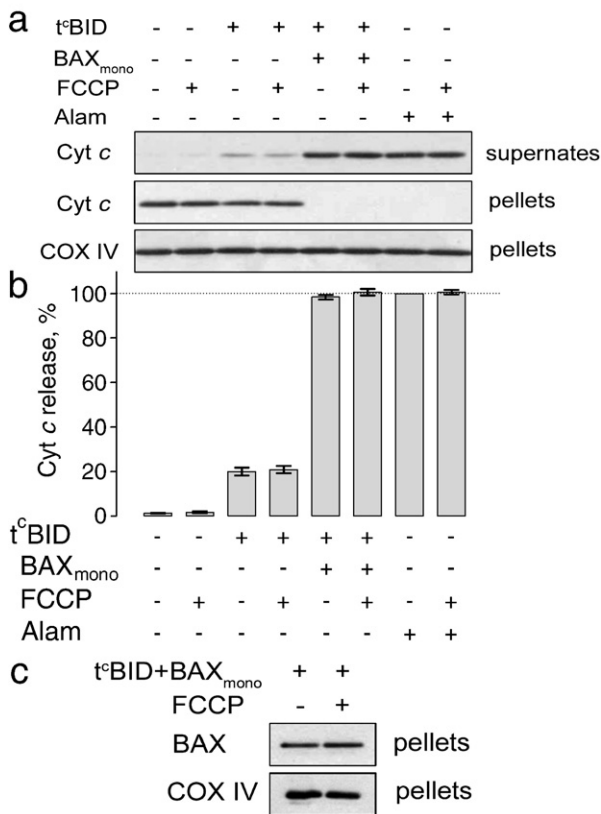 a
tᶜBID - - + + + + - -
BAXmono - - - - + + - -
FCCP - + - + - + - +
Alam - - - - - - + +
Cyt c supernates
Cyt c pellets
COX IV pellets
b
Cyt c release, %
100
80
60
40
20
0
tᶜBID - - + + + + - -
BAXmono - - - - + + - -
FCCP - + - + - + - +
Alam - - - - - - + +
c
tᶜBID+BAXmono + +
FCCP - +
BAX pellets
COX IV pellets